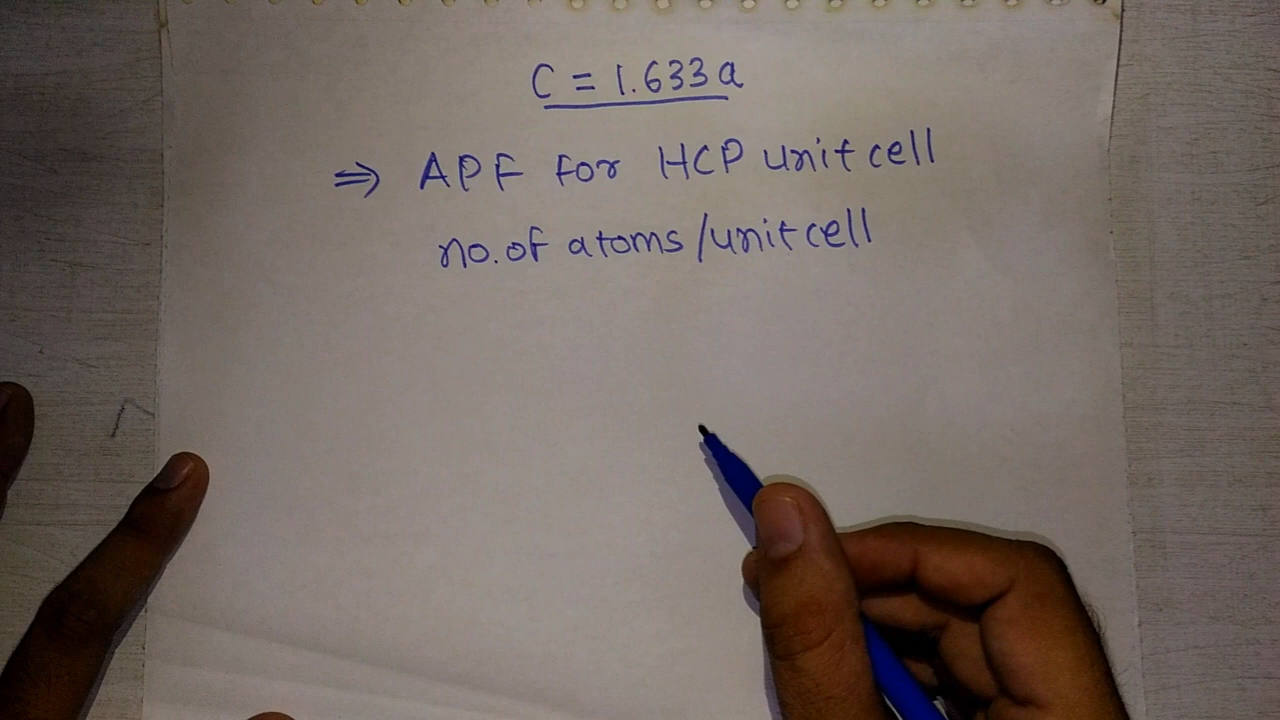 C = 1.633a
⇒ APF for HCP unit cell
no. of atoms/unit cell